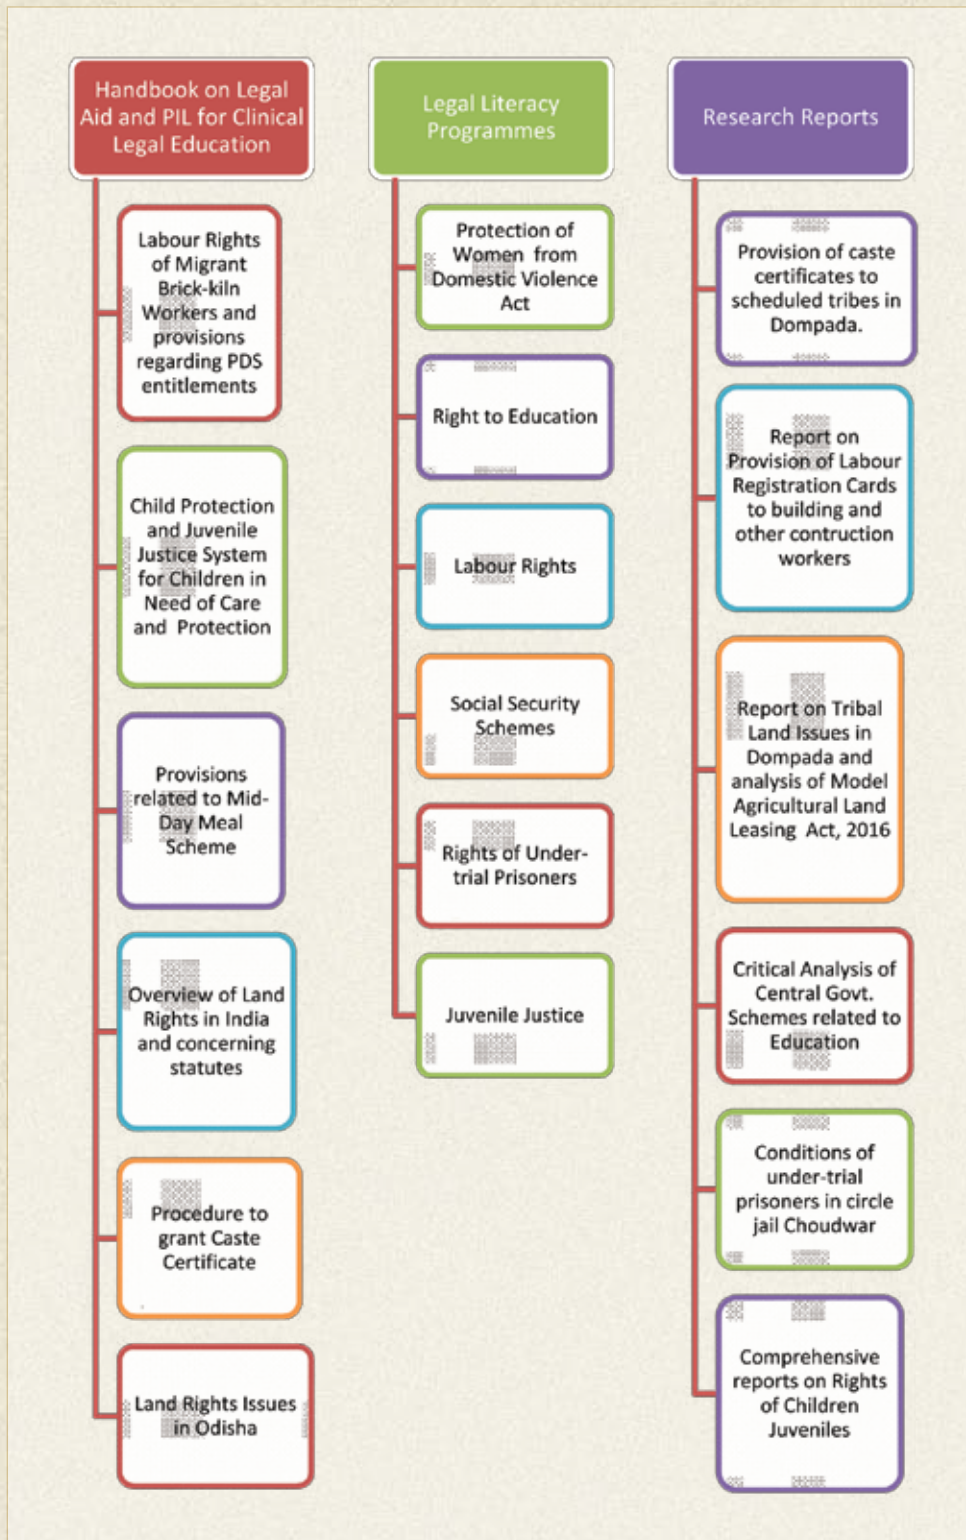 Handbook on Legal
Aid and PIL for Clinical
Legal Education
Labour Rights
of Migrant
Brick-kiln
Workers and
provisions
regarding PDS
entitlements
Child Protection
and Juvenile
Justice System
for Children in
Need of Care
and Protection
Provisions
related to Mid-
Day Meal
Scheme
Overview of Land
Rights in India
and concerning
statutes
Procedure to
grant Caste
Certificate
Land Rights Issues
in Odisha
Legal Literacy
Programmes
Protection of
Women from
Domestic Violence
Act
Right to Education
Labour Rights
Social Security
Schemes
Rights of Under-
trial Prisoners
Juvenile Justice
Research Reports
Provision of caste
certificates to
scheduled tribes in
Dompada.
Report on
Provision of Labour
Registration Cards
to building and
other contruction
workers
Report on Tribal
Land Issues in
Dompada and
analysis of Model
Agricultural Land
Leasing Act, 2016
Critical Analysis of
Central Govt.
Schemes related to
Education
Conditions of
under-trial
prisoners in circle
jail Choudwar
Comprehensive
reports on Rights
of Children
Juveniles